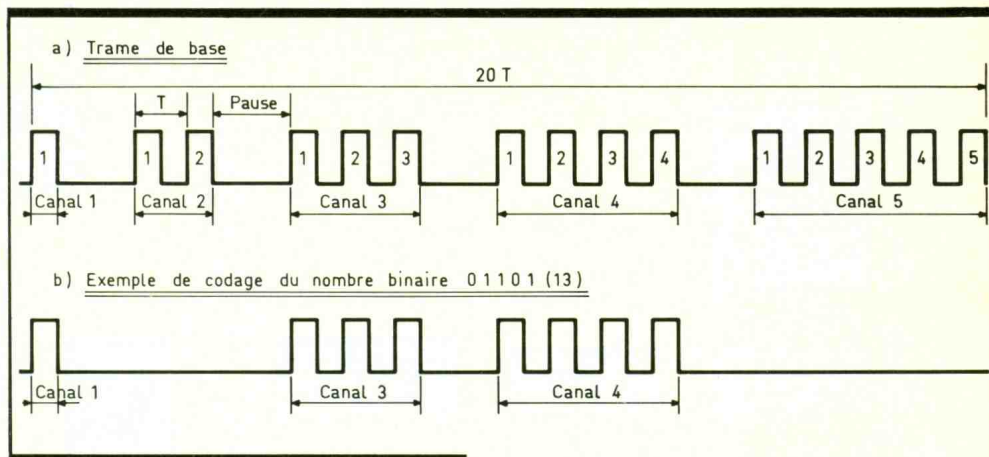 a) Trame de base
20 T
T Pause
1 1 2 1 2 3 1 2 3 4 1 2 3 4 5
Canal 1 Canal 2 Canal 3 Canal 4 Canal 5
b) Exemple de codage du nombre binaire 01101 (13)
Canal 1 Canal 3 Canal 4